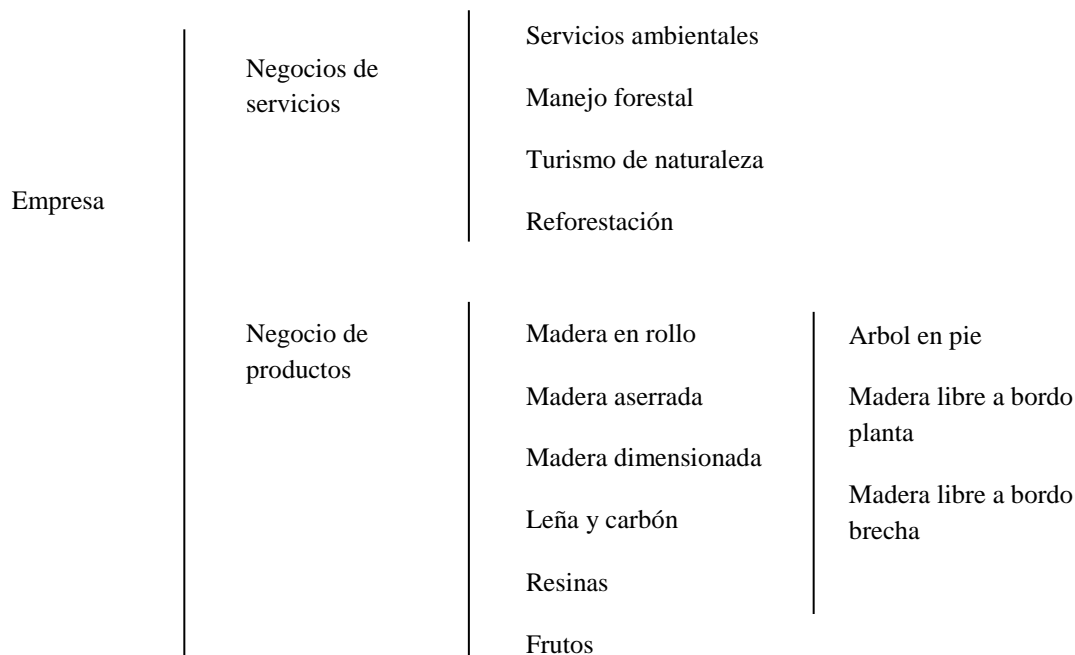 Empresa
Negocios de
servicios
Servicios ambientales
Manejo forestal
Turismo de naturaleza
Reforestación
Negocio de
productos
Madera en rollo
Madera aserrada
Madera dimensionada
Leña y carbón
Resinas
Frutos
Arbol en pie
Madera libre a bordo
planta
Madera libre a bordo
brecha